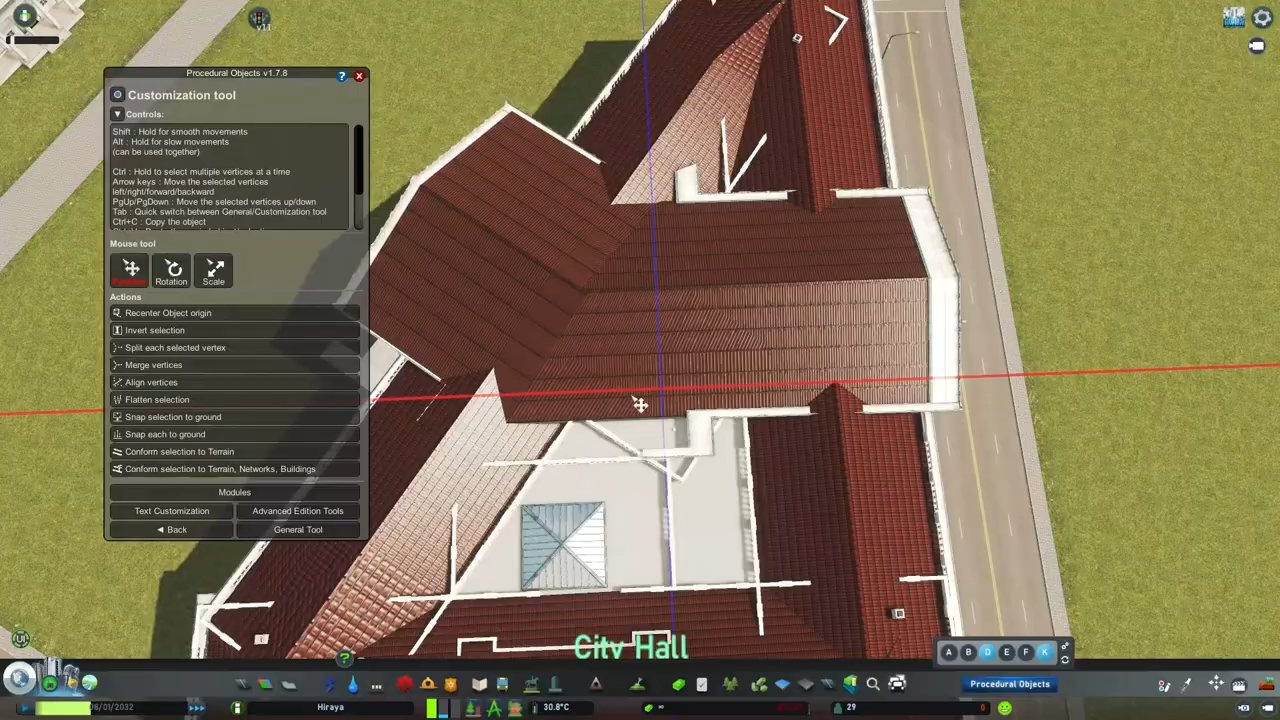 v11
Procedural Objects v1.7.8
?
Customization tool
Controls:
Shift : Hold for smooth movements
Alt : Hold for slow movements
(can be used together)
Ctrl : Hold to select multiple vertices at a time
Arrow keys : Move the selected vertices
left/right/forward/backward
PgUp/PgDown : Move the selected vertices up/down
Tab : Quick switch between General/Customization tool
Ctrl+C : Copy the object
Mouse tool
Rotation
Scale
Actions
Recenter Object origin
Invert selection
Split each selected vertex
Merge vertices
Align vertices
Flatten selection
Snap selection to ground
Snap each to ground
Conform selection to Terrain
Conform selection to Terrain, Networks, Buildings
Modules
Text Customization
Advanced Edition Tools
◄ Back
General Tool
City Hall
A B D E F K
Procedural Objects
/01/2032
Hiraya
30.8°C
∞
29
0